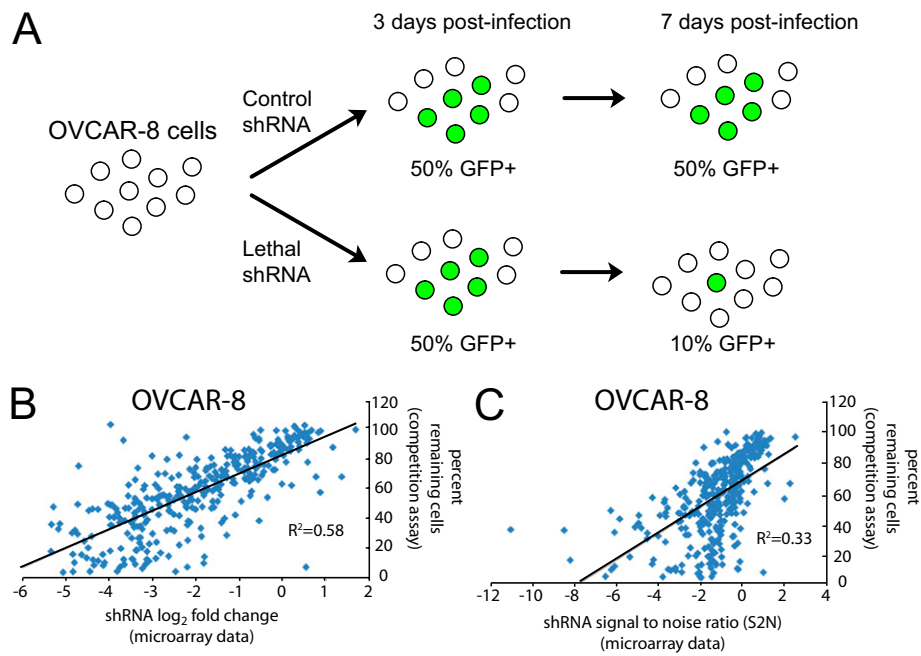 A
3 days post-infection
7 days post-infection
Control
shRNA
OVCAR-8 cells
50% GFP+
50% GFP+
Lethal
shRNA
50% GFP+
10% GFP+
B
OVCAR-8
120
100
80
60
40
20
0
percent
remaining cells
(competition assay)
R²=0.58
-6
-5
-4
-3
-2
-1
0
1
2
shRNA log₂ fold change
(microarray data)
C
OVCAR-8
120
100
80
60
40
20
0
percent
remaining cells
(competition assay)
R²=0.33
-12
-10
-8
-6
-4
-2
0
2
4
shRNA signal to noise ratio (S2N)
(microarray data)